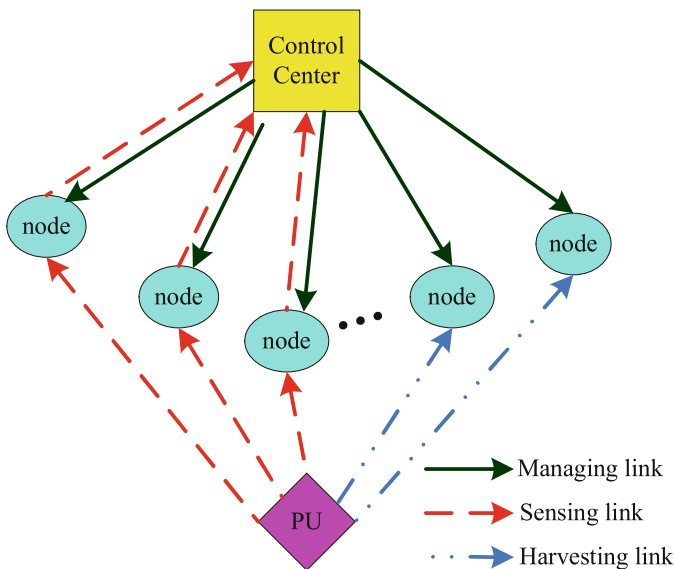 Control
Center
node
node
node
node
node
PU
Managing link
Sensing link
Harvesting link